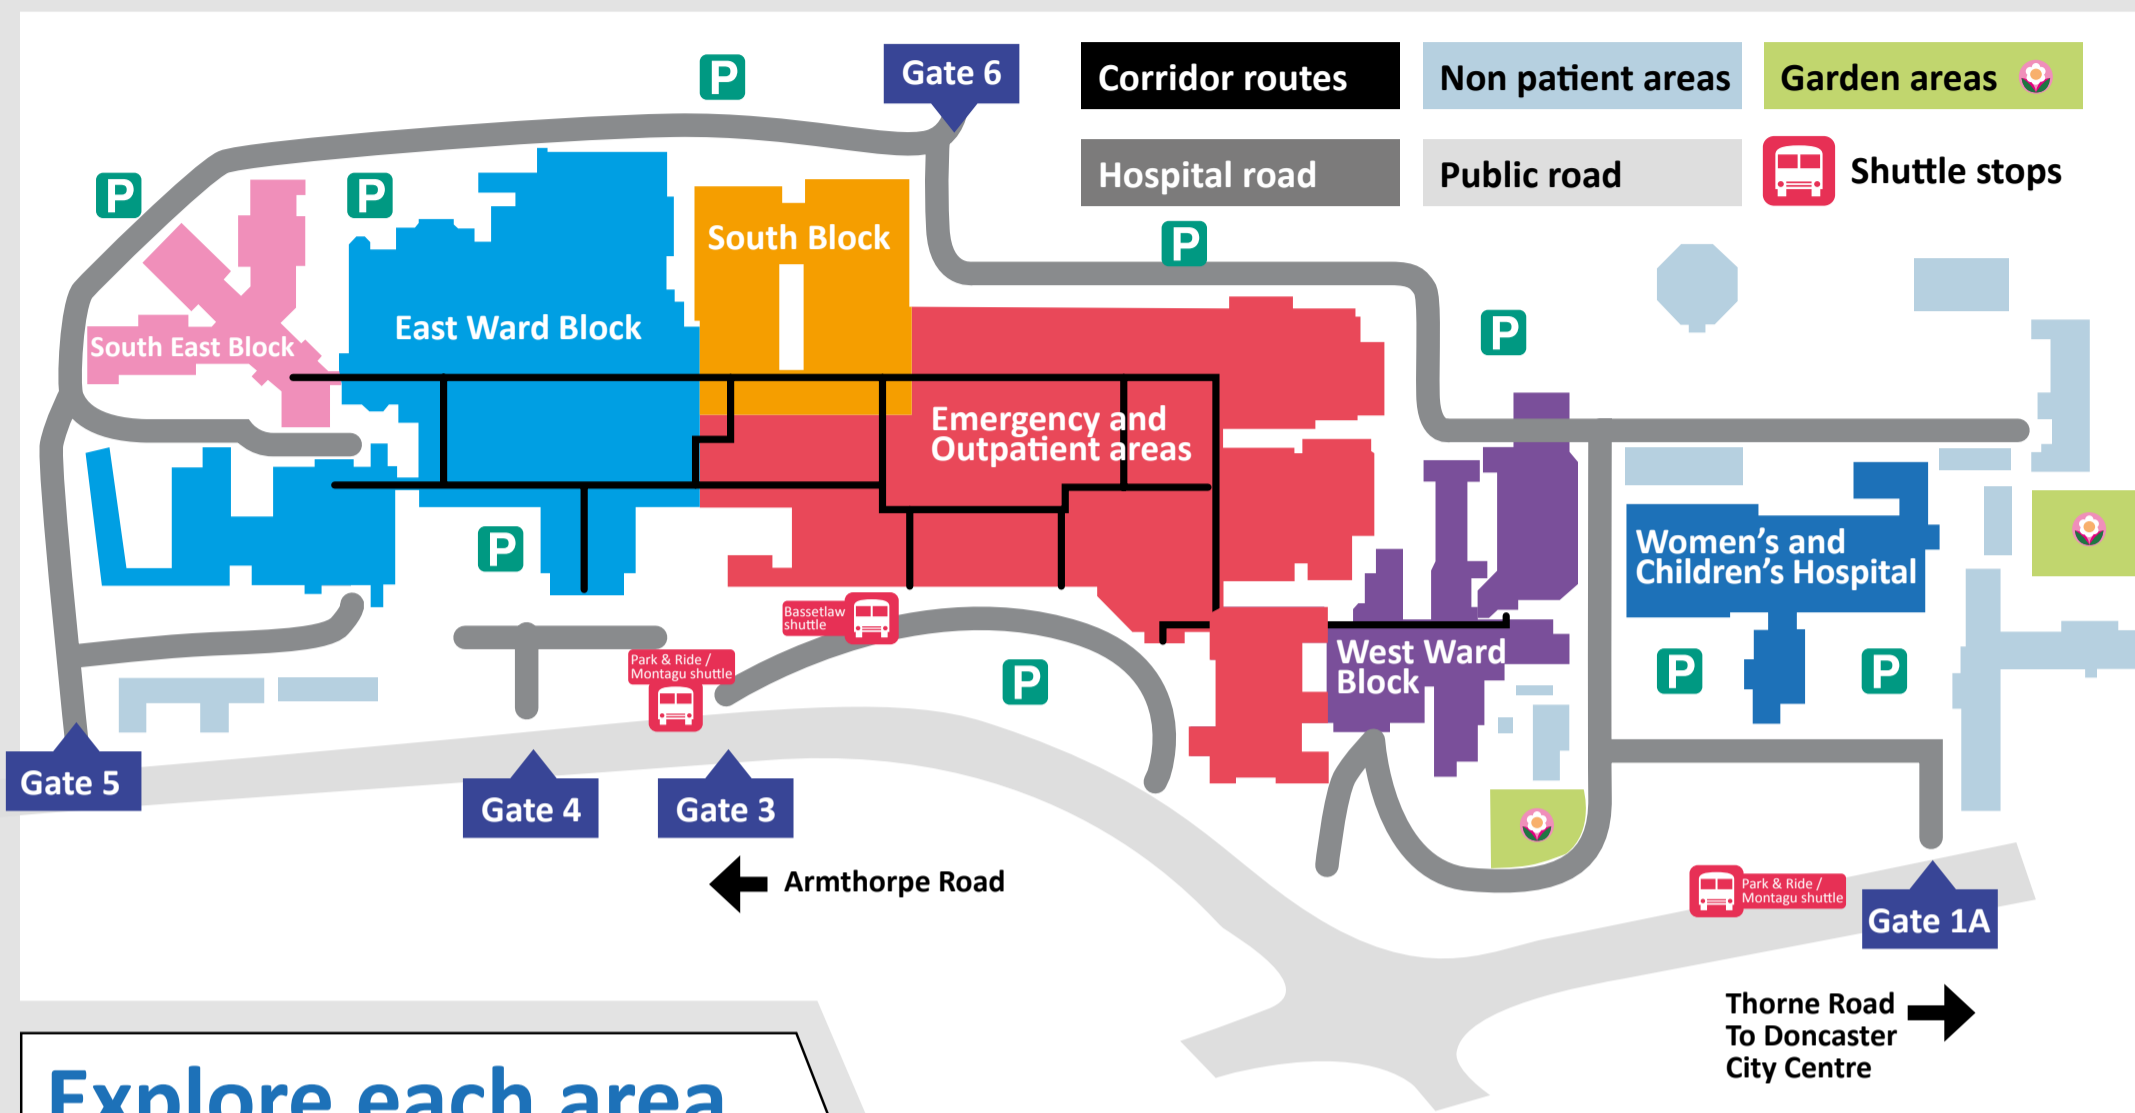 P
Gate 6
Corridor routes
Non patient areas
Garden areas
Hospital road
Public road
Shuttle stops
P
P
South Block
P
East Ward Block
South East Block
P
Emergency and
Outpatient areas
P
Women's and
Children's Hospital
Bassetlaw
shuttle
Park & Ride /
Montagu shuttle
P
West Ward
Block
P
P
Gate 5
Gate 4
Gate 3
Armthorpe Road
Park & Ride /
Montagu shuttle
Gate 1A
Thorne Road
To Doncaster
City Centre
Explore each area